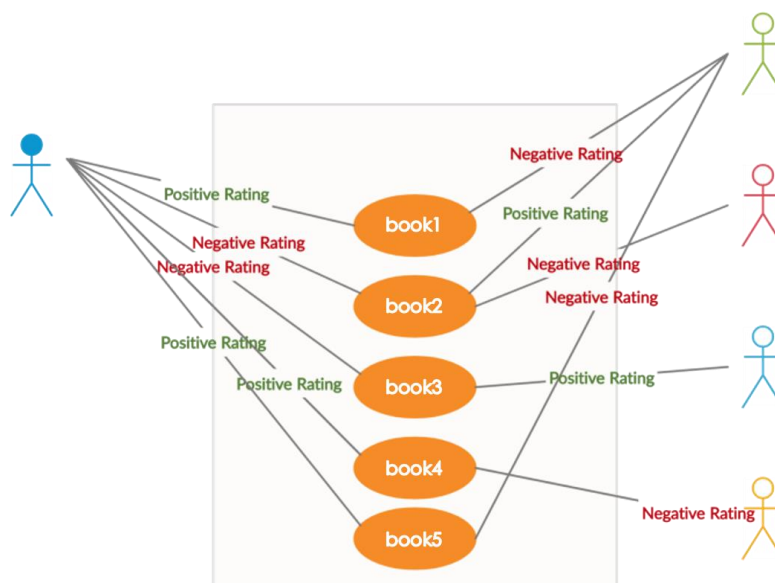 Negative Rating
Positive Rating
Positive Rating
book1
Negative Rating
Negative Rating
Negative Rating
Negative Rating
book2
Positive Rating
Positive Rating
Positive Rating
book3
book4
Negative Rating
book5